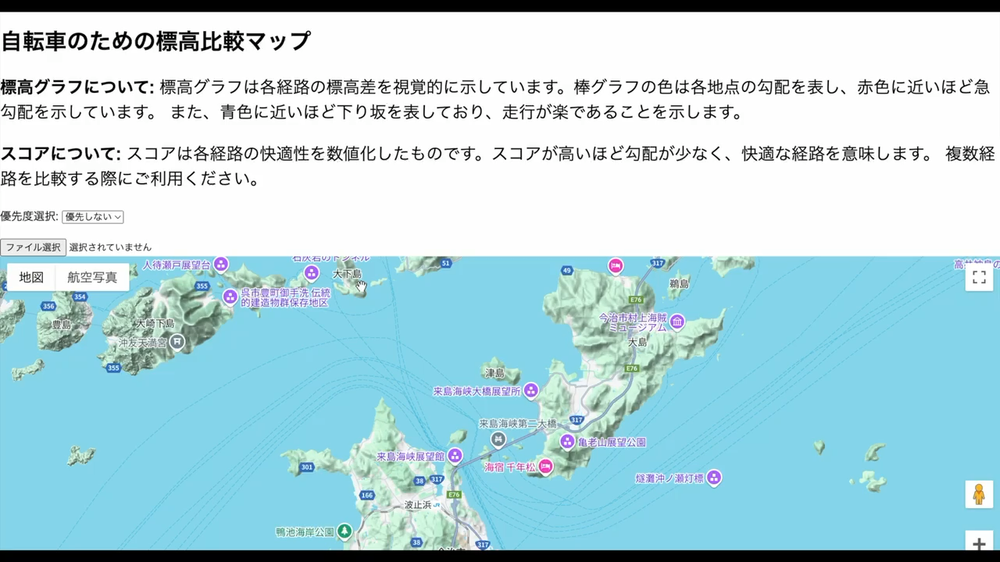 自転車のための標高比較マップ
標高グラフについて: 標高グラフは各経路の標高差を視覚的に示しています。棒グラフの色は各地点の勾配を表し、赤色に近いほど急
勾配を示しています。 また、青色に近いほど下り坂を表しており、走行が楽であることを示します。
スコアについて: スコアは各経路の快適性を数値化したものです。スコアが高いほど勾配が少なく、快適な経路を意味します。 複数経
路を比較する際にご利用ください。
優先度選択: 優先しない
ファイル選択 選択されていません
地図 航空写真
人待瀬戸展望台
大下島
51
49
317
鵜島
355
354
356
呉市豊町御手洗 伝統
的建造物群保存地区
E76
豊島
大崎下島
今治市村上海賊
ミュージアム
大島
沖友天満宮
355
E76
津島
来島海峡大橋展望所
317
来島海峡第二大橋
亀老山展望公園
来島海峡展望館
海宿 千年松
301
38
317
燧灘沖ノ瀬灯標
166
E76
波止浜
鴨池海岸公園
38
317